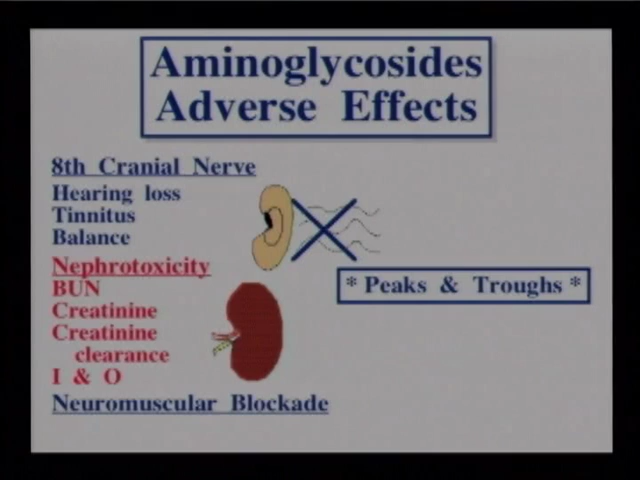 Aminoglycosides
Adverse Effects
8th Cranial Nerve
Hearing loss
Tinnitus
Balance
Nephrotoxicity
BUN
Creatinine
Creatinine
clearance
I & O
Neuromuscular Blockade
* Peaks & Troughs *